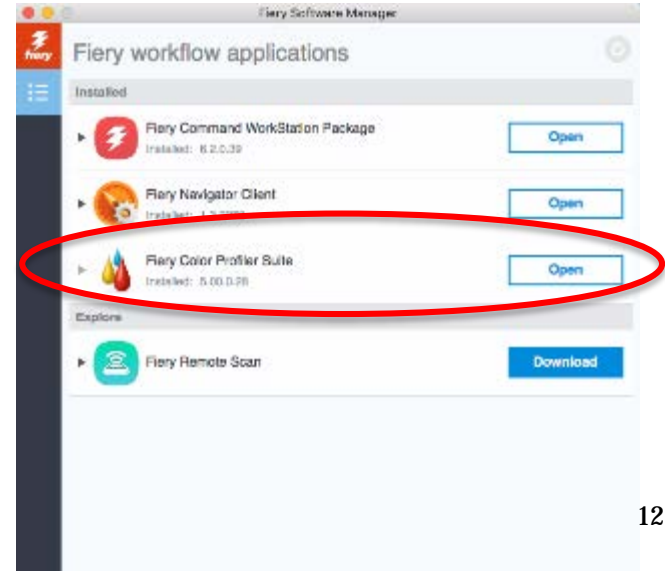 Fiery Software Manager
fiery
Fiery workflow applications
Installed
Fiery Command WorkStation Package
Installed: 6.2.0.39
Open
Fiery Navigator Client
Installed:
Open
Fiery Color Profiler Suite
Installed: 5.00.0.28
Open
Explore
Fiery Remote Scan
Download
12